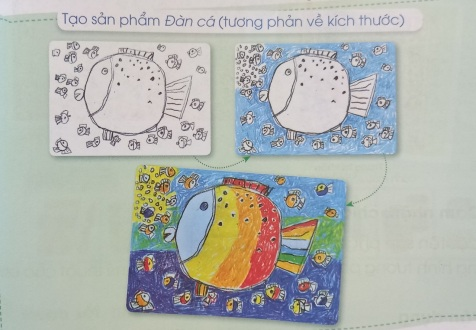 Tạo sản phẩm Đàn cá (tương phản về kích thước)